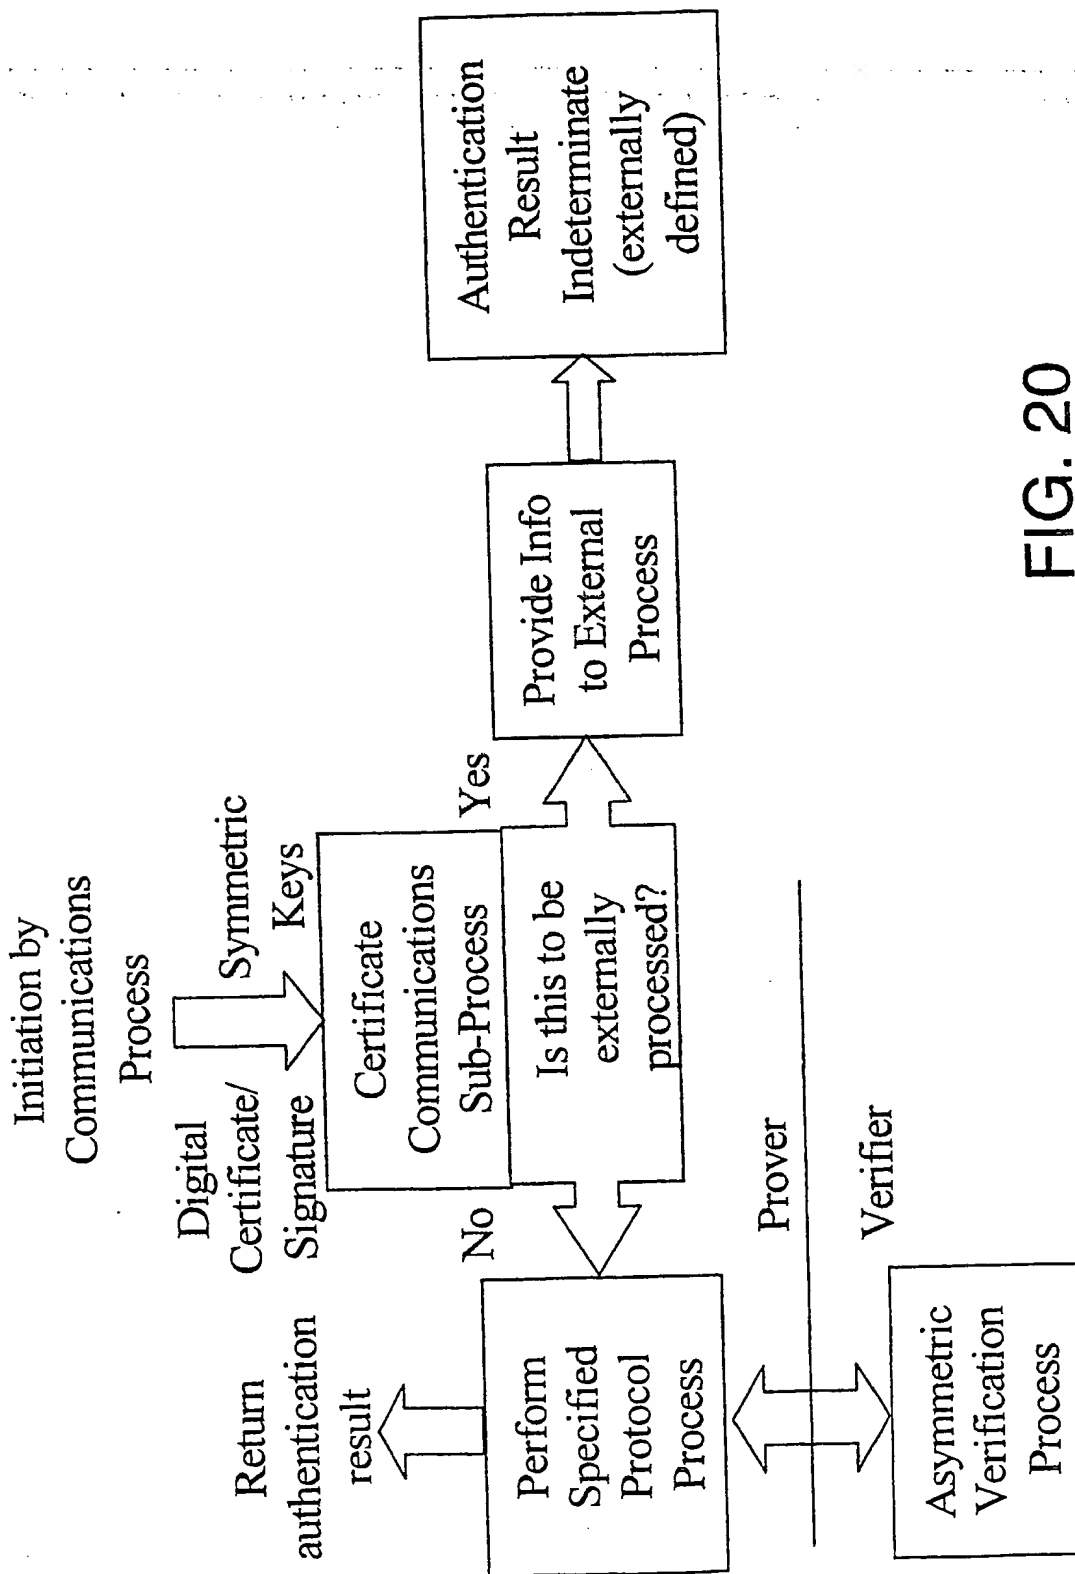 Initiation by
Communications
Process
Digital
Certificate/
Signature
Symmetric
Keys
Certificate
Communications
Sub-Process
Is this to be
externally
processed?
No
Yes
Return
authentication
result
Perform
Specified
Protocol
Process
Provide Info
to External
Process
Authentication
Result
Indeterminate
(externally
defined)
Prover
Verifier
Asymmetric
Verification
Process
FIG. 20